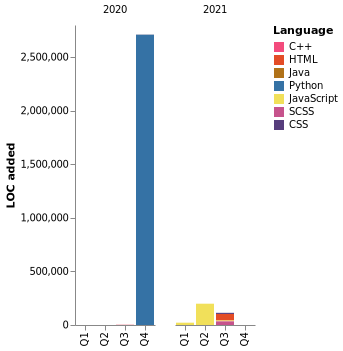 2020
2021
Language
C++
HTML
Java
Python
JavaScript
SCSS
CSS
LOC added
2,500,000
2,000,000
1,500,000
1,000,000
500,000
0
Q1
Q2
Q3
Q4
Q1
Q2
Q3
Q4